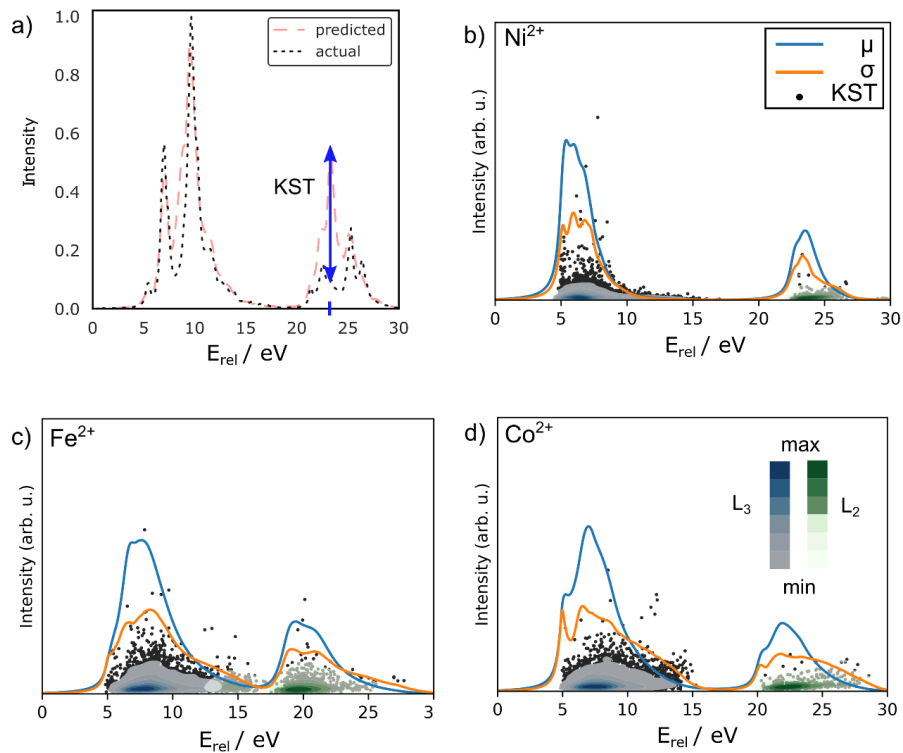 a)
1.0
0.8
0.6
0.4
0.2
0.0
Intensity
predicted
actual
KST
0 5 10 15 20 25 30
E_rel / eV
b) Ni²⁺
μ
σ
KST
Intensity (arb. u.)
0 5 10 15 20 25 30
E_rel / eV
c) Fe²⁺
Intensity (arb. u.)
0 5 10 15 20 25 3
E_rel / eV
d) Co²⁺
max
L₃ L₂
min
Intensity (arb. u.)
0 5 10 15 20 25 30
E_rel / eV